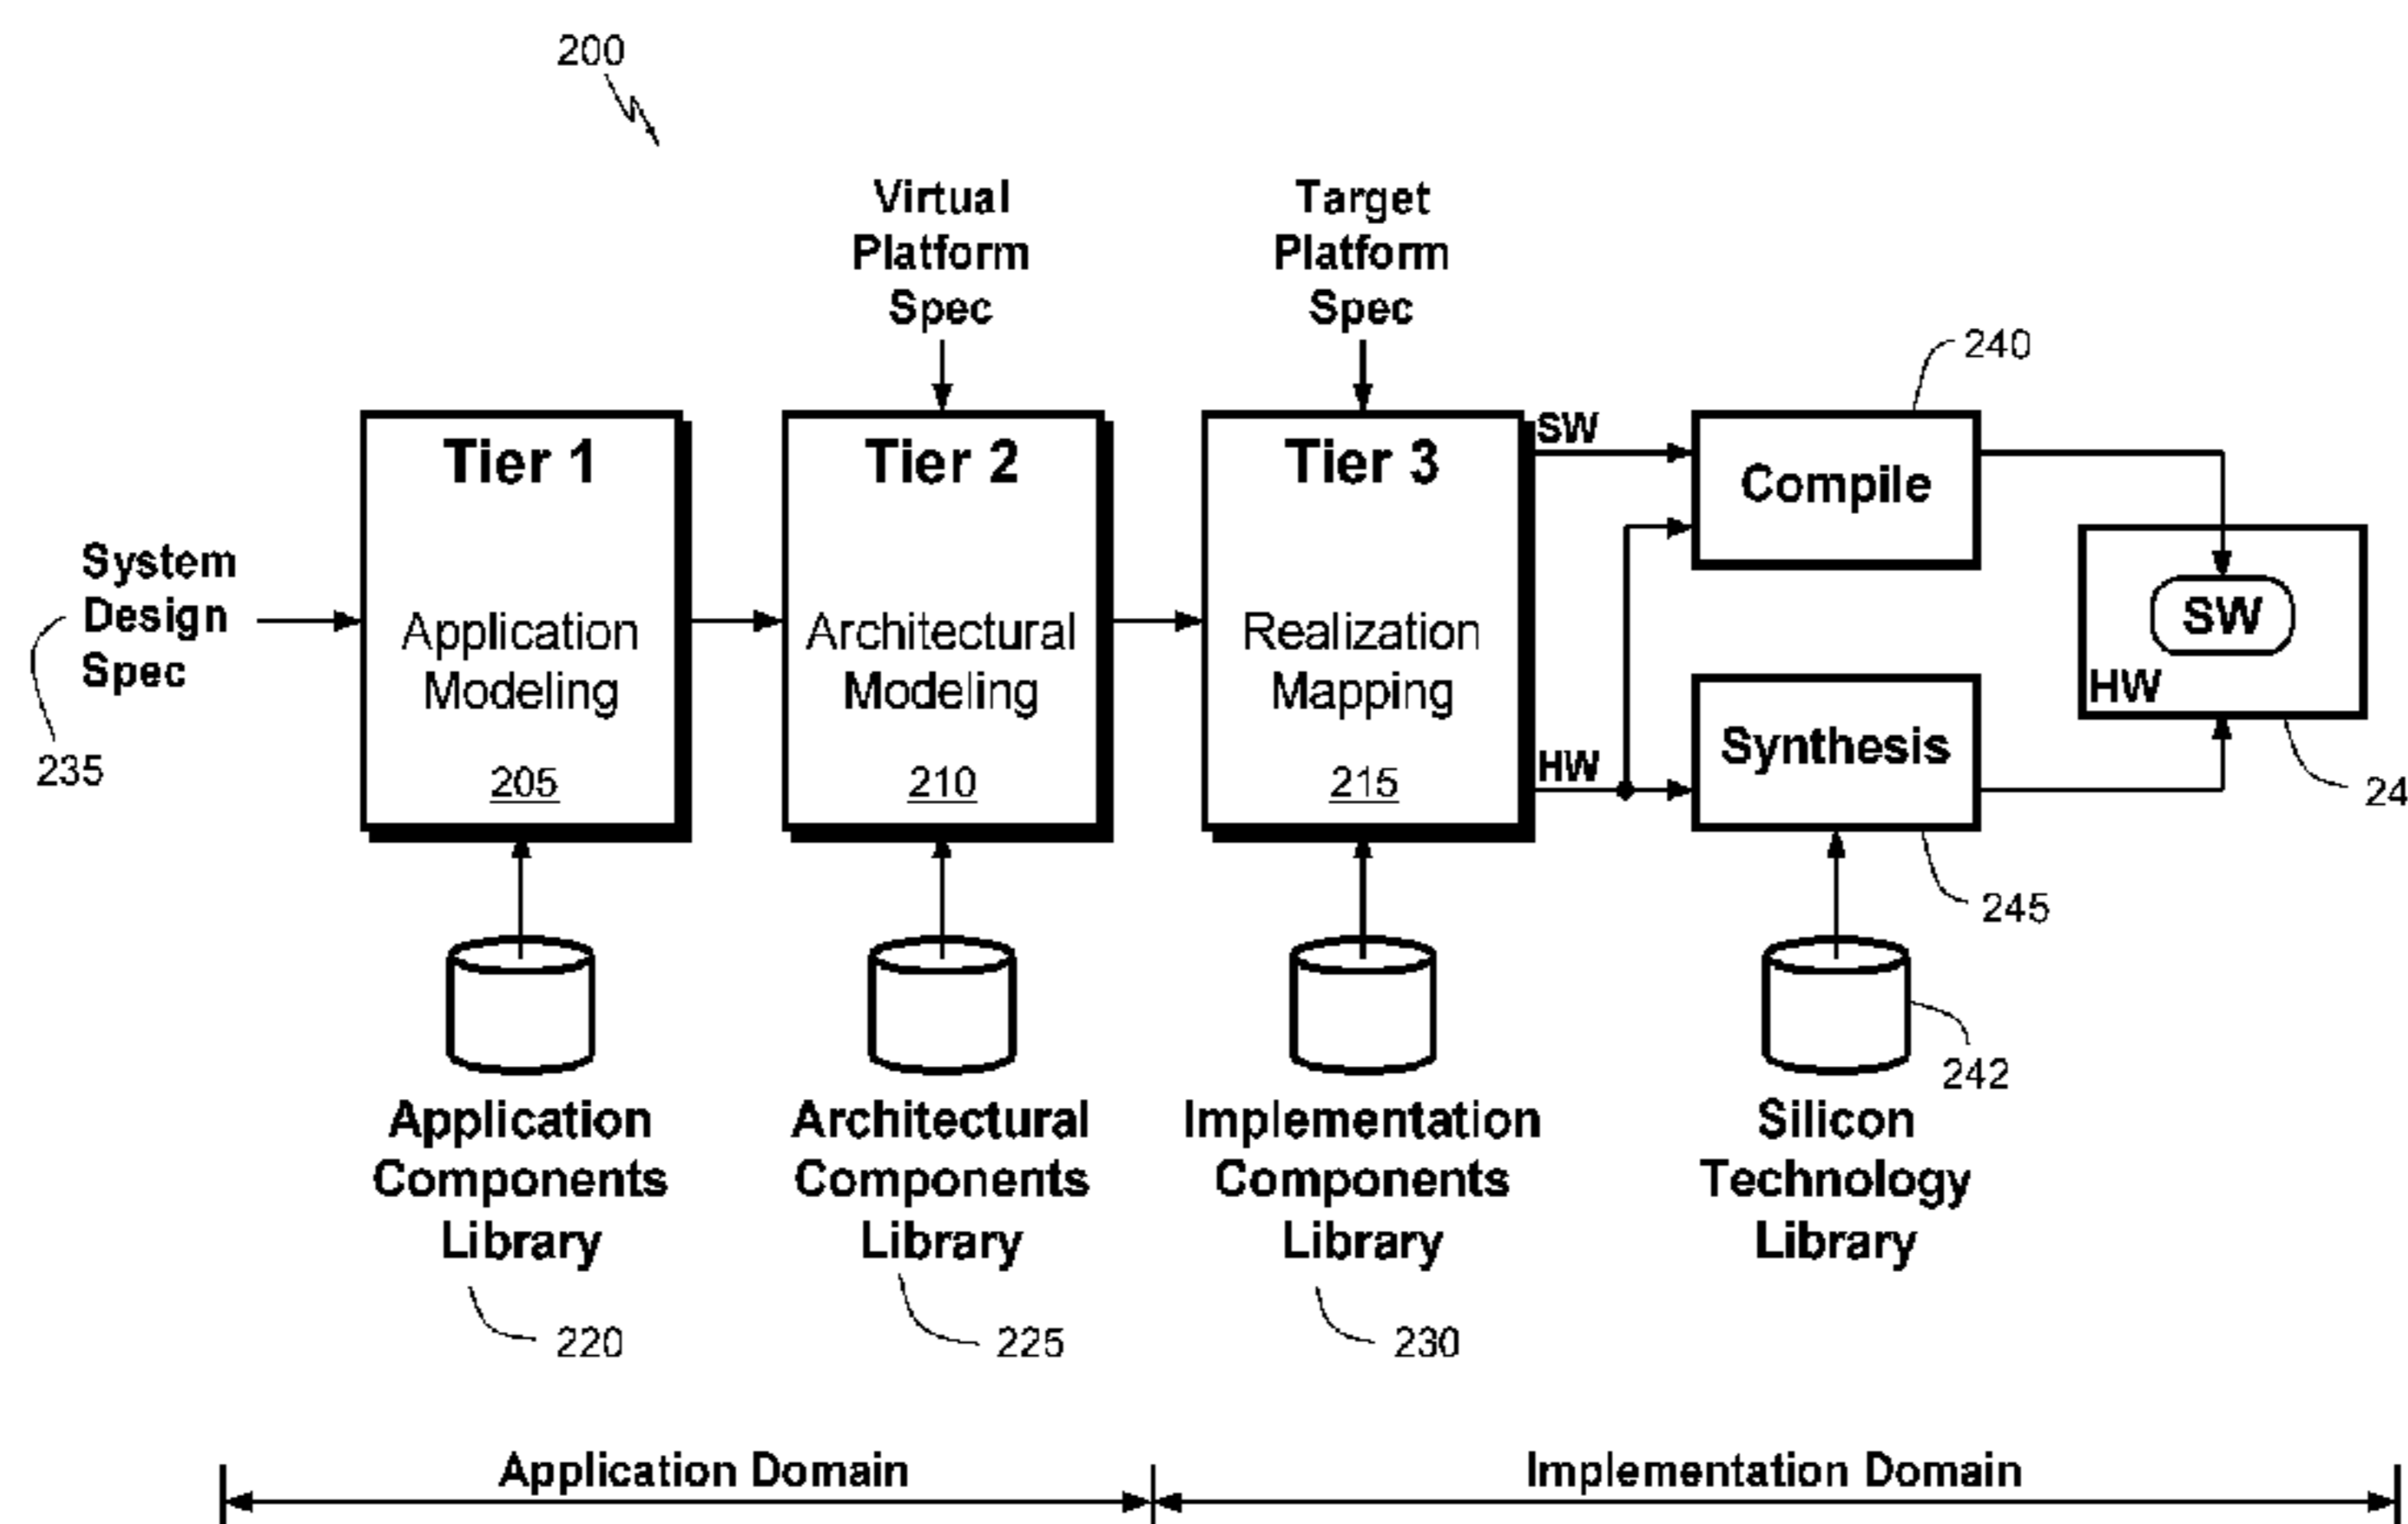 200
Virtual
Platform
Spec
Target
Platform
Spec
240
Tier 1
Application
Modeling
205
Tier 2
Architectural
Modeling
210
Tier 3
Realization
Mapping
215
SW
HW
Compile
Synthesis
SW
HW
24
System
Design
Spec
235
245
242
Application
Components
Library
220
Architectural
Components
Library
225
Implementation
Components
Library
230
Silicon
Technology
Library
Application Domain
Implementation Domain